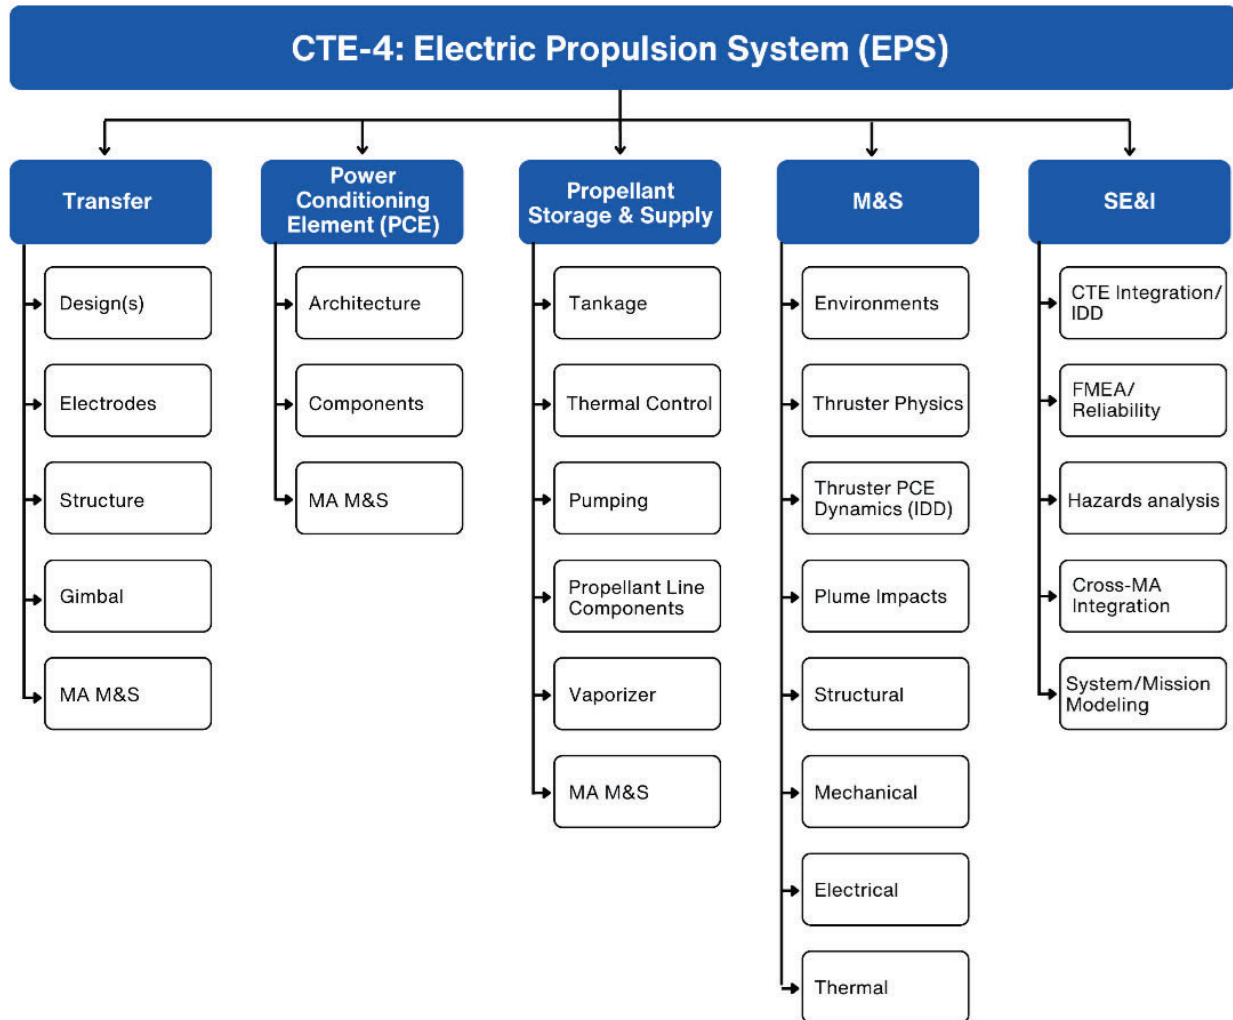 CTE-4: Electric Propulsion System (EPS)
Transfer
Design(s)
Electrodes
Structure
Gimbal
MA M&S
Power
Conditioning
Element (PCE)
Architecture
Components
MA M&S
Propellant
Storage & Supply
Tankage
Thermal Control
Pumping
Propellant Line
Components
Vaporizer
MA M&S
M&S
Environments
Thruster Physics
Thruster PCE
Dynamics (IDD)
Plume Impacts
Structural
Mechanical
Electrical
Thermal
SE&I
CTE Integration/
IDD
FMEA/
Reliability
Hazards analysis
Cross-MA
Integration
System/Mission
Modeling